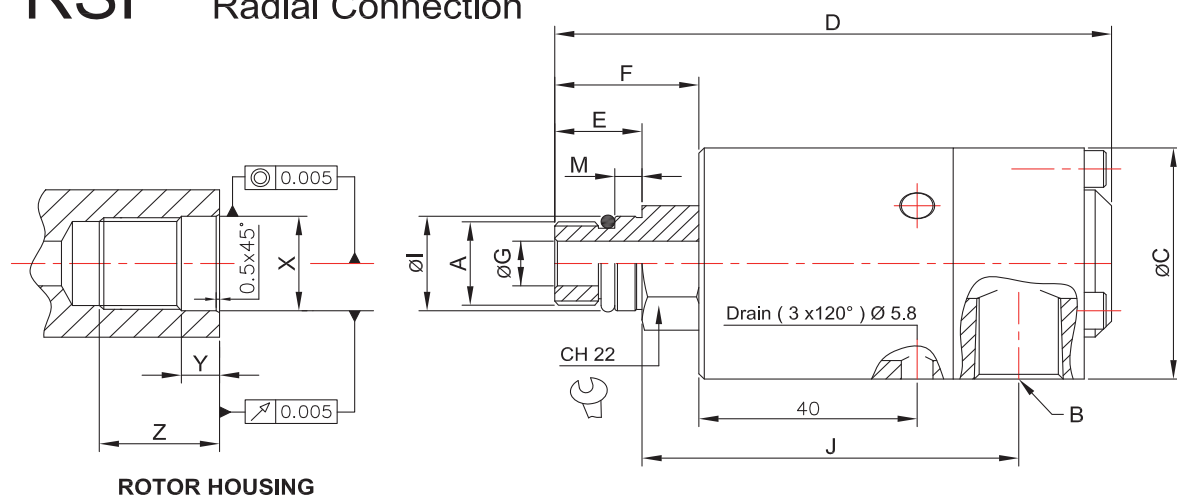 Radial Connection
D
F
E
M
0.005
0.5x45°
X
øI
A
øG
øC
Drain ( 3 x120° ) Ø 5.8
CH 22
Y
0.005
40
B
Z
J
ROTOR HOUSING